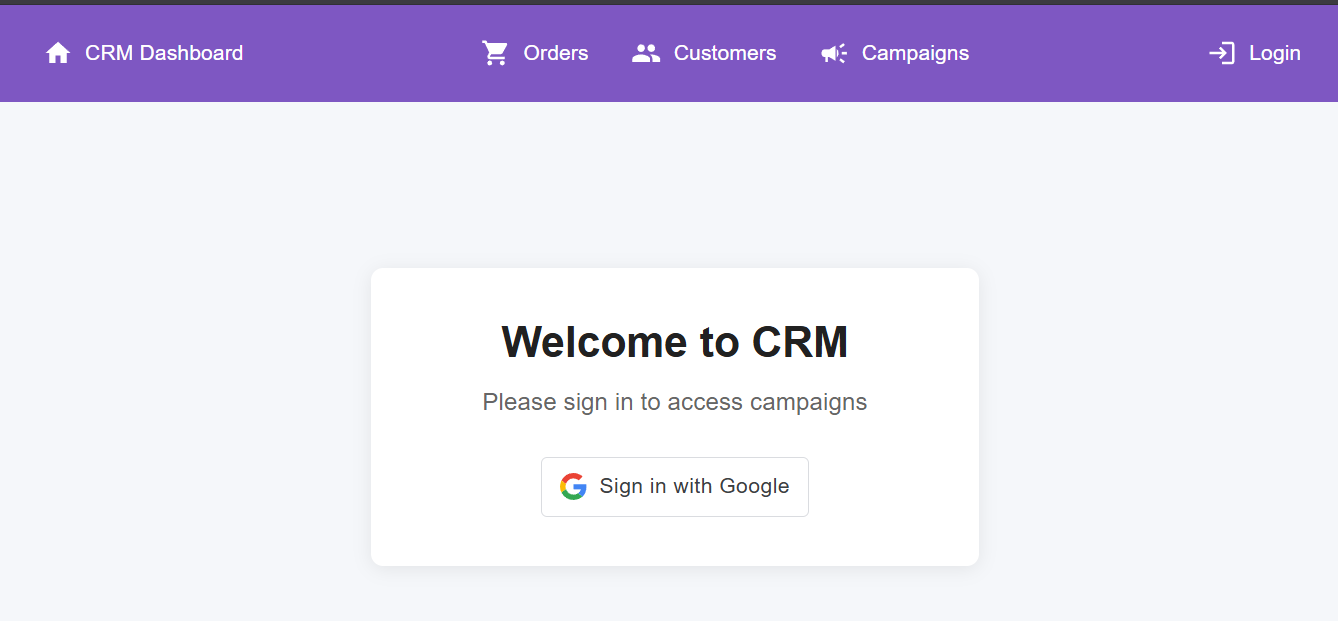 CRM Dashboard Orders Customers Campaigns Login
Welcome to CRM
Please sign in to access campaigns
Sign in with Google